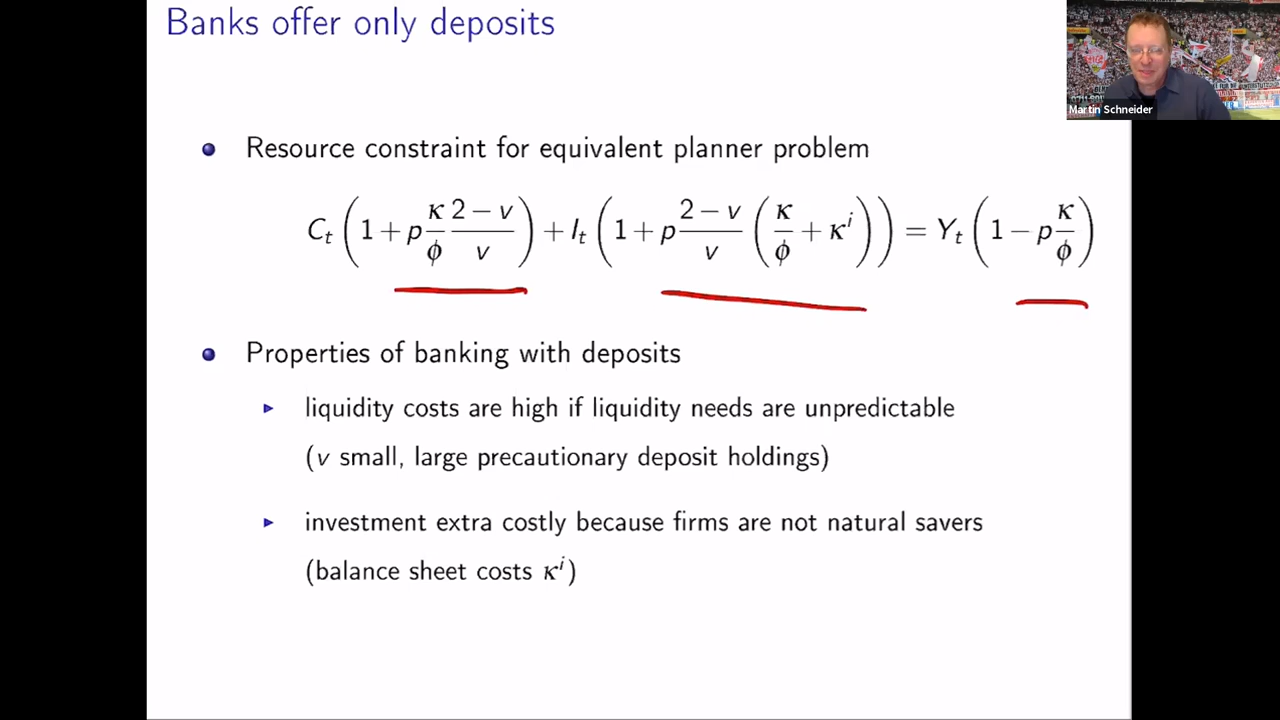 Banks offer only deposits
Martin Schneider
Resource constraint for equivalent planner problem
C_t (1 + p κ/ϕ (2 − v)/v) + I_t (1 + p (2 − v)/v (κ/ϕ + κ^i)) = Y_t (1 − p κ/ϕ)
Properties of banking with deposits
liquidity costs are high if liquidity needs are unpredictable
(v small, large precautionary deposit holdings)
investment extra costly because firms are not natural savers
(balance sheet costs κ^i)